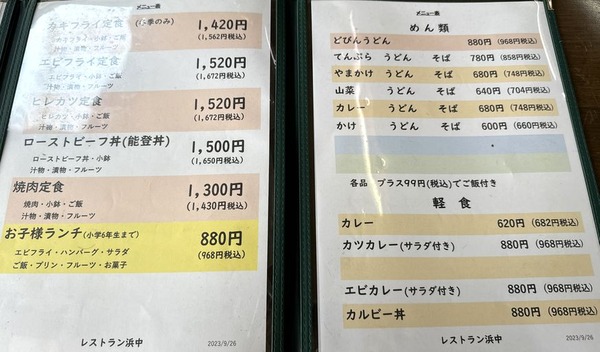 メニュー表
カキフライ定食 (冬季のみ) 1,420円
(1,562円税込)
カキフライ・小鉢・ご飯
汁物・漬物・フルーツ
エビフライ定食 1,520円
エビフライ・小鉢・ご飯 (1,672円税込)
汁物・漬物・フルーツ
ヒレカツ定食 1,520円
ヒレカツ・小鉢・ご飯 (1,672円税込)
汁物・漬物・フルーツ
ローストビーフ丼(能登丼) 1,500円
ローストビーフ丼・小鉢 (1,650円税込)
汁物・漬物・フルーツ
焼肉定食 1,300円
焼肉・小鉢・ご飯 (1,430円税込)
汁物・漬物・フルーツ
お子様ランチ(小学6年生まで) 880円
エビフライ・ハンバーグ・サラダ (968円税込)
ご飯・プリン・フルーツ・お菓子
レストラン浜中 2023/9/26
メニュー表
めん類
どびんうどん 880円 (968円税込)
てんぷら うどん そば 780円 (858円税込)
やまかけ うどん そば 680円 (748円税込)
山菜 うどん そば 640円 (704円税込)
カレー うどん そば 680円 (748円税込)
かけ うどん そば 600円 (660円税込)
各品 プラス99円(税込)でご飯付き
軽食
カレー 620円 (682円税込)
カツカレー(サラダ付き) 880円 (968円税込)
エビカレー(サラダ付き) 880円 (968円税込)
カルビー丼 880円 (968円税込)
レストラン浜中 2023/9/26